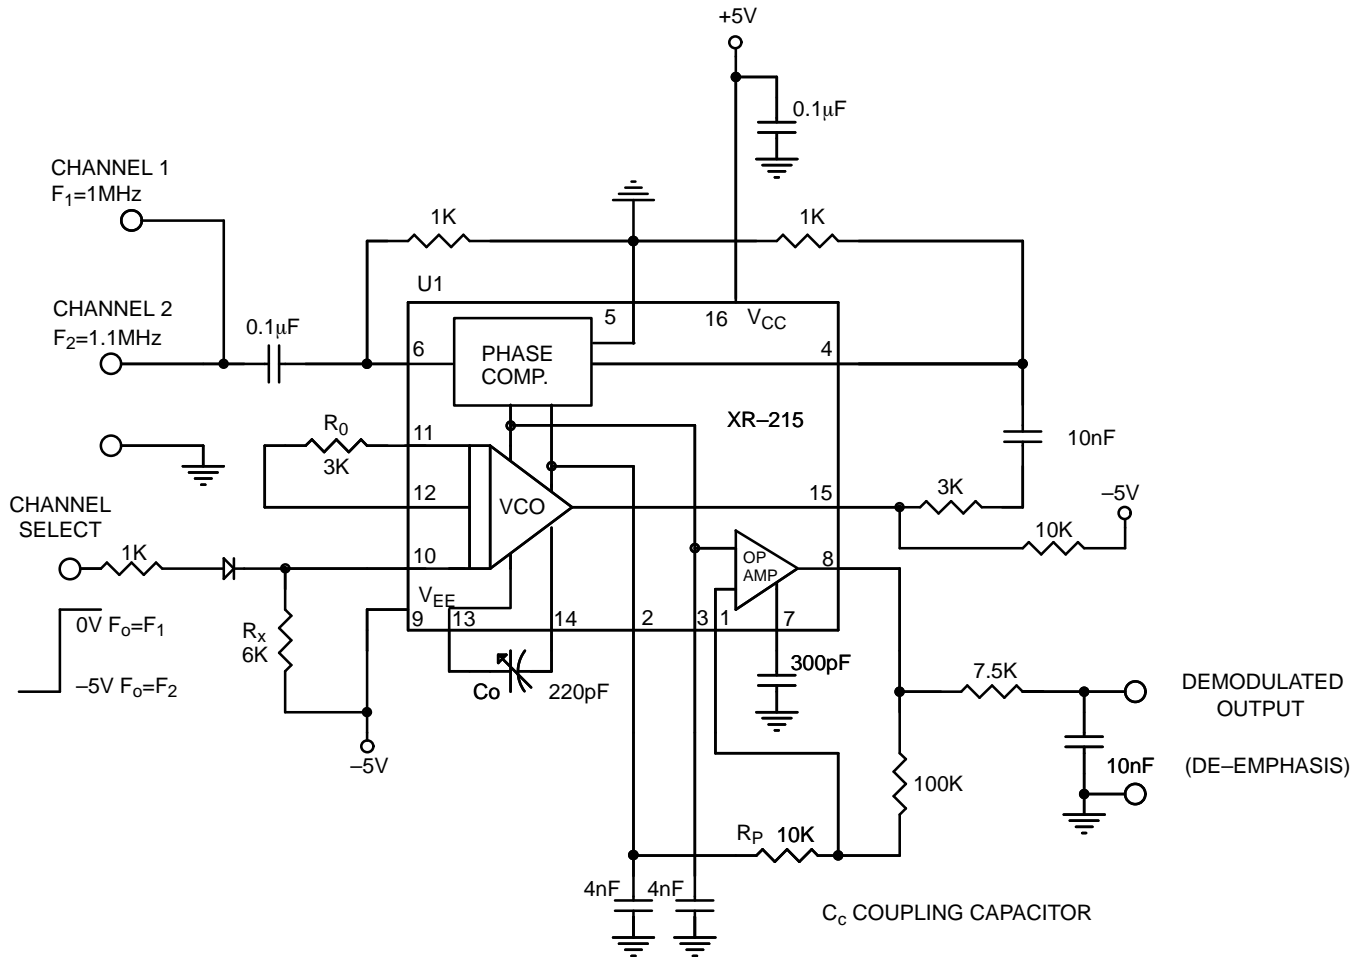 +5V
0.1μF
CHANNEL 1
F1=1MHz
1K
1K
U1
CHANNEL 2
F2=1.1MHz
0.1μF
5
16
VCC
6
PHASE
COMP.
4
XR–215
R0
3K
11
10nF
12
VCO
15
3K
–5V
10K
CHANNEL
SELECT
1K
10
OP
AMP
8
VEE
9
13
14
2
3
1
7
0V Fo=F1
–5V Fo=F2
Rx
6K
Co
220pF
300pF
7.5K
DEMODULATED
OUTPUT
–5V
10nF
(DE–EMPHASIS)
100K
RP
10K
4nF
4nF
Cc COUPLING CAPACITOR